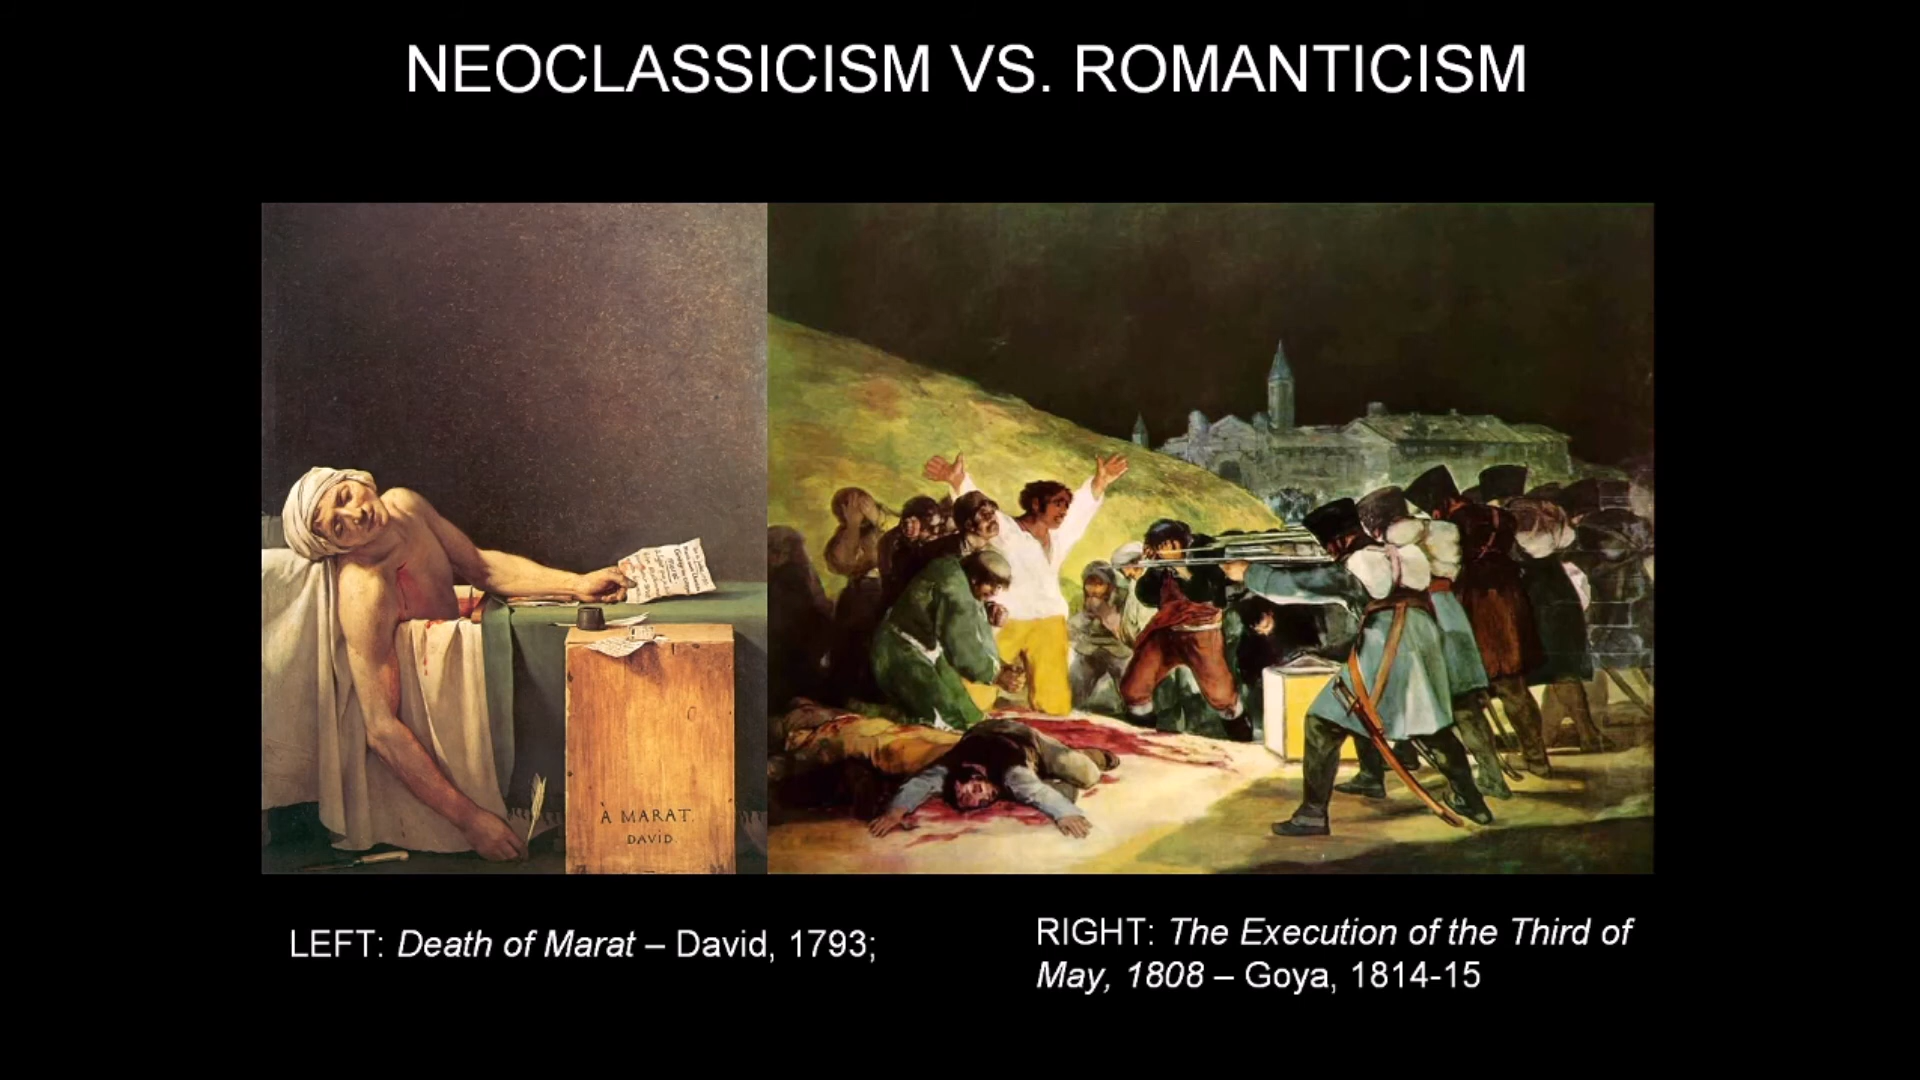 NEOCLASSICISM VS. ROMANTICISM
À MARAT.
DAVID
LEFT: Death of Marat – David, 1793;
RIGHT: The Execution of the Third of
May, 1808 – Goya, 1814-15